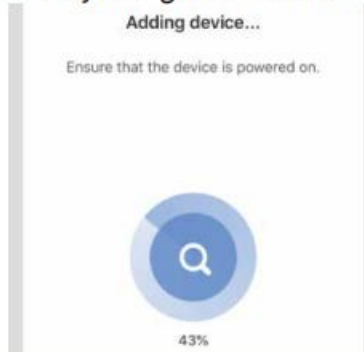 Adding device...
Ensure that the device is powered on.
43%